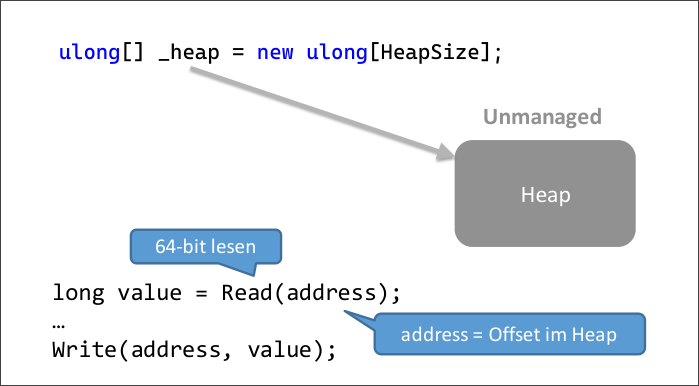 ulong[] _heap = new ulong[HeapSize];
Unmanaged
Heap
64-bit lesen
long value = Read(address);
…
address = Offset im Heap
Write(address, value);